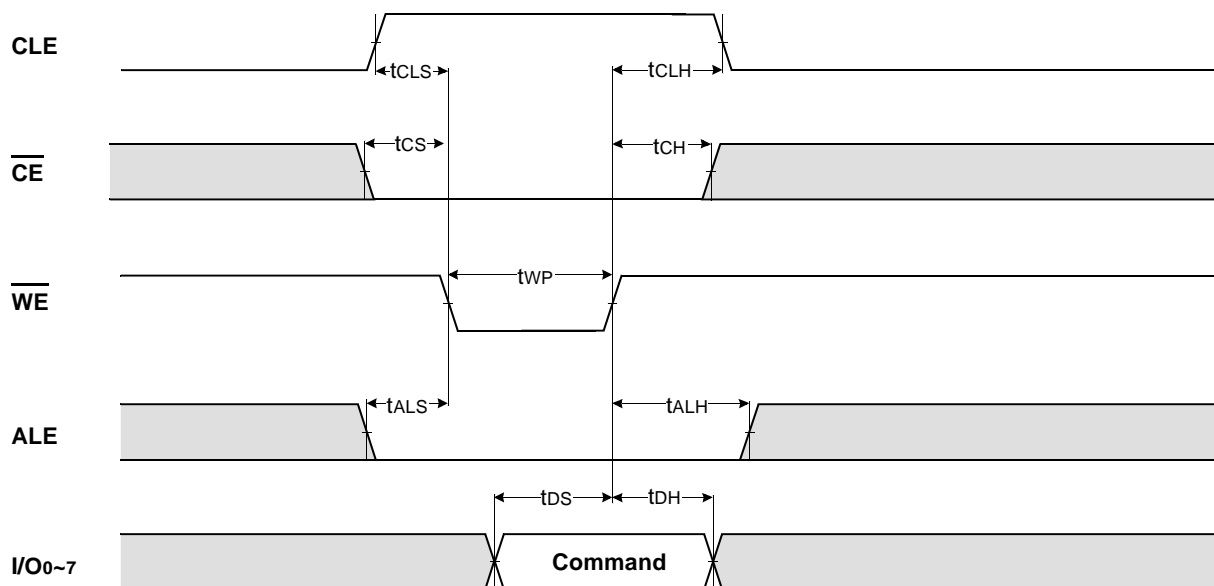 CLE
tCLS
tCLH
CE
tCS
tCH
WE
tWP
ALE
tALS
tALH
tDS
tDH
I/O0~7
Command